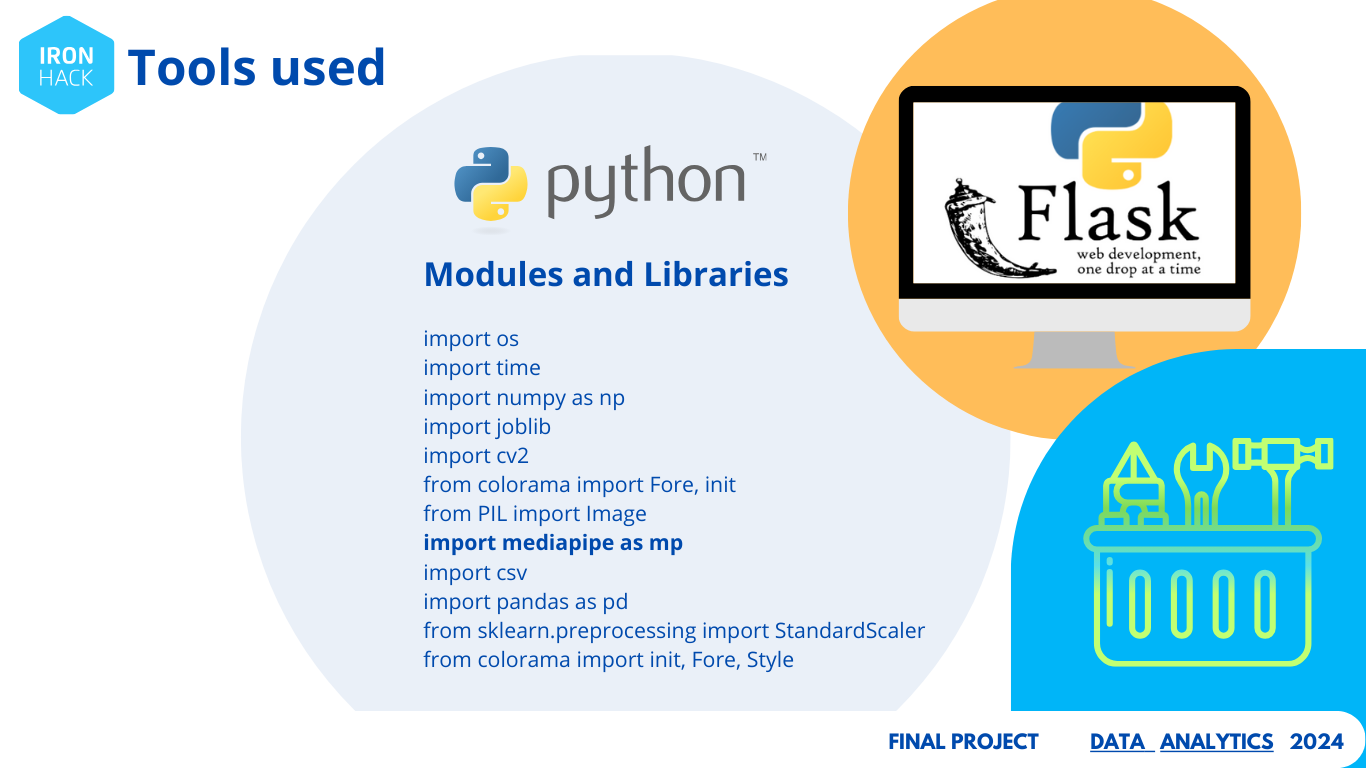 IRON
HACK
Tools used
python™
Flask
web development,
one drop at a time
Modules and Libraries
import os
import time
import numpy as np
import joblib
import cv2
from colorama import Fore, init
from PIL import Image
import mediapipe as mp
import csv
import pandas as pd
from sklearn.preprocessing import StandardScaler
from colorama import init, Fore, Style
FINAL PROJECT DATA_ ANALYTICS 2024